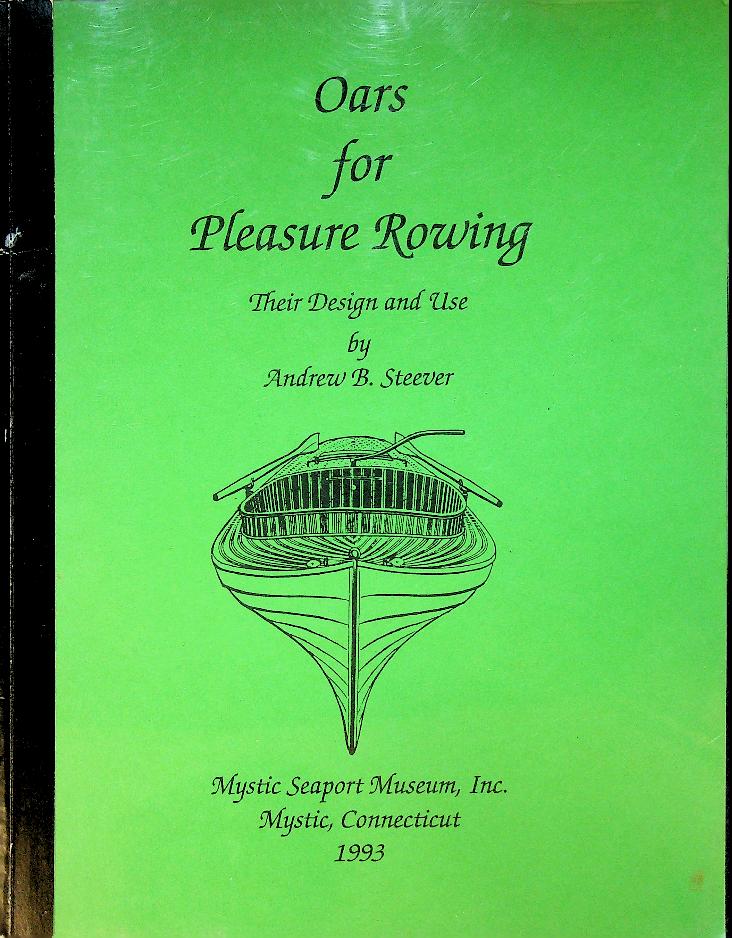 Oars
for
Pleasure Rowing
Their Design and Use
by
Andrew B. Steever
Mystic Seaport Museum, Inc.
Mystic, Connecticut
1993